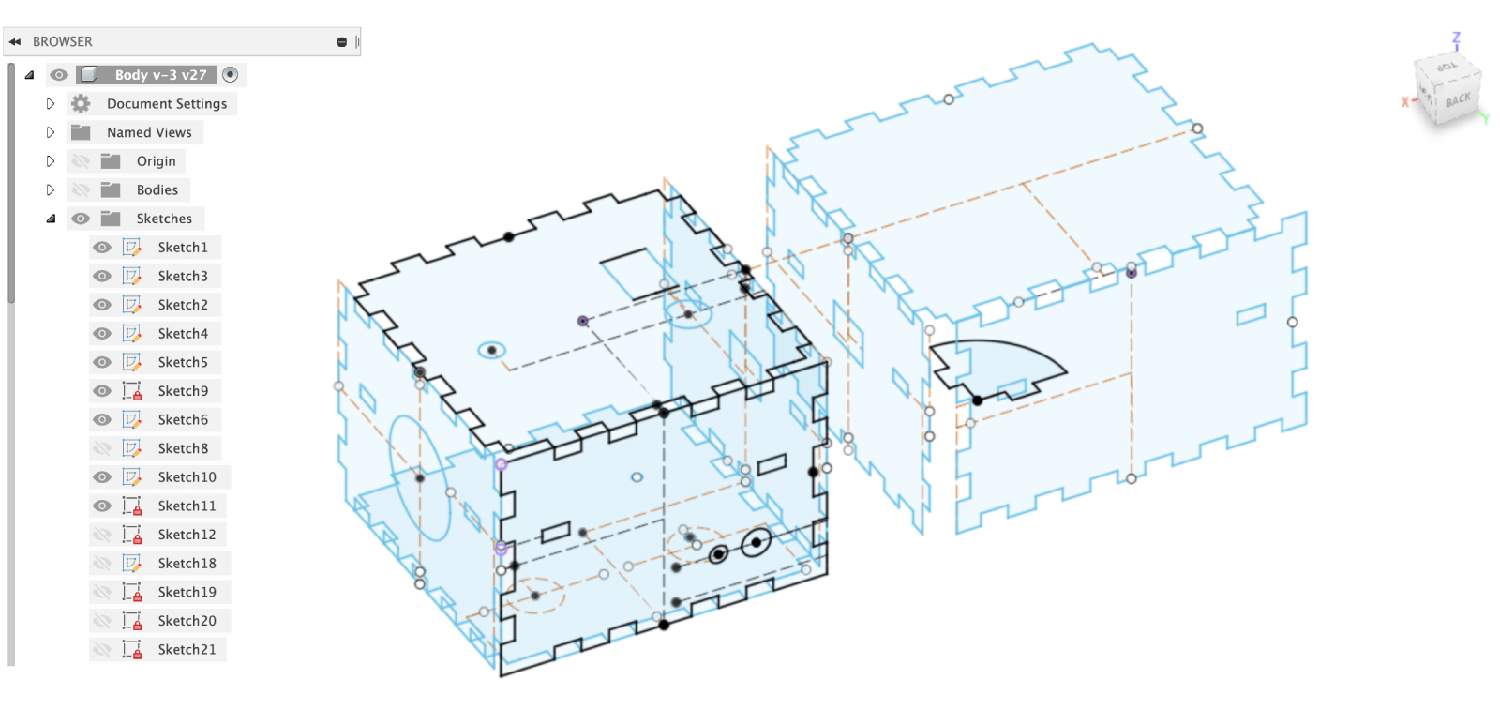 BROWSER
Body v-3 v27
Document Settings
Named Views
Origin
Bodies
Sketches
Sketch1
Sketch3
Sketch2
Sketch4
Sketch5
Sketch9
Sketch6
Sketch8
Sketch10
Sketch11
Sketch12
Sketch18
Sketch19
Sketch20
Sketch21
Z
TOP
X
BACK
Y